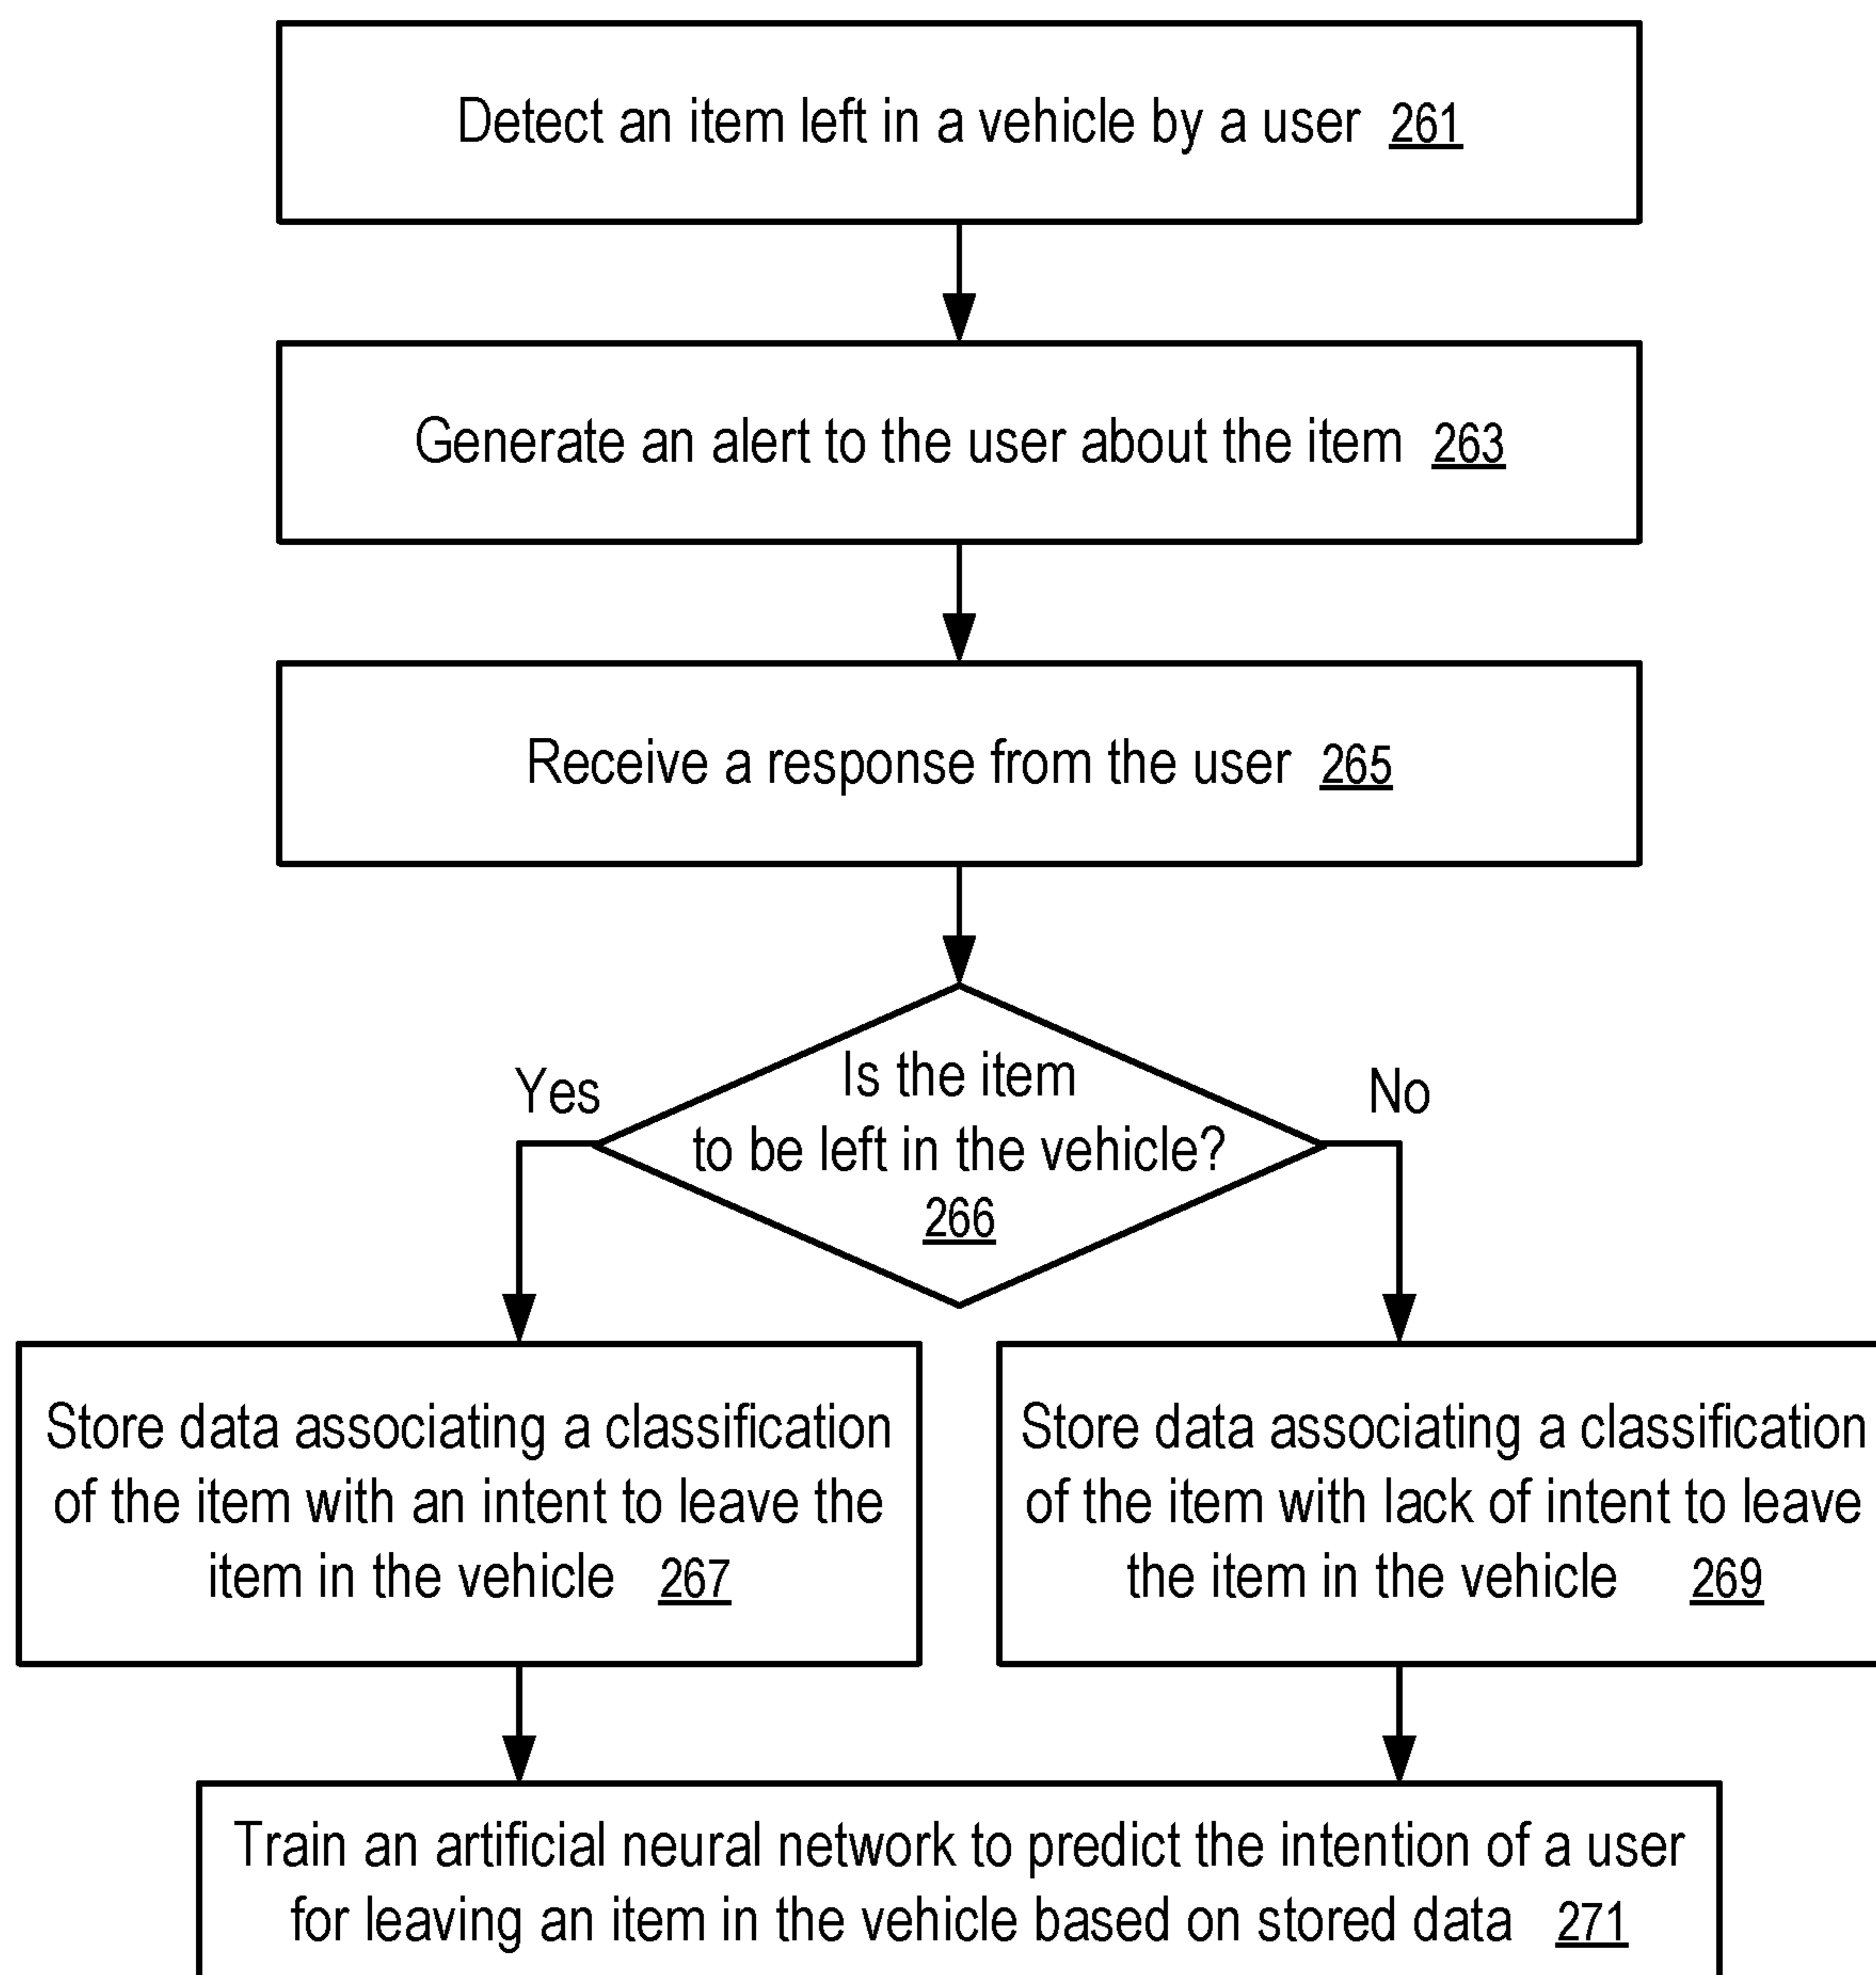 Detect an item left in a vehicle by a user 261
Generate an alert to the user about the item 263
Receive a response from the user 265
Is the item
to be left in the vehicle?
266
Yes
No
Store data associating a classification
of the item with an intent to leave the
item in the vehicle 267
Store data associating a classification
of the item with lack of intent to leave
the item in the vehicle 269
Train an artificial neural network to predict the intention of a user
for leaving an item in the vehicle based on stored data 271